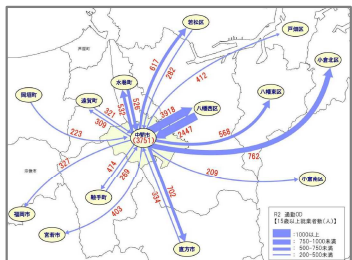 若松区
戸畑区
芦屋町
小倉北区
617
282
412
水巻町
岡垣町
遠賀町
526
532
321
309
3918
八幡西区
八幡東区
2447
中間市
(3751)
223
568
762
327
474
369
209
小倉南区
403
334
702
鞍手町
福岡市
宮若市
直方市
R2 通勤OD
【15歳以上就業者数(人)】
:1000以上
: 750-1000未満
: 500-750未満
: 200-500未満